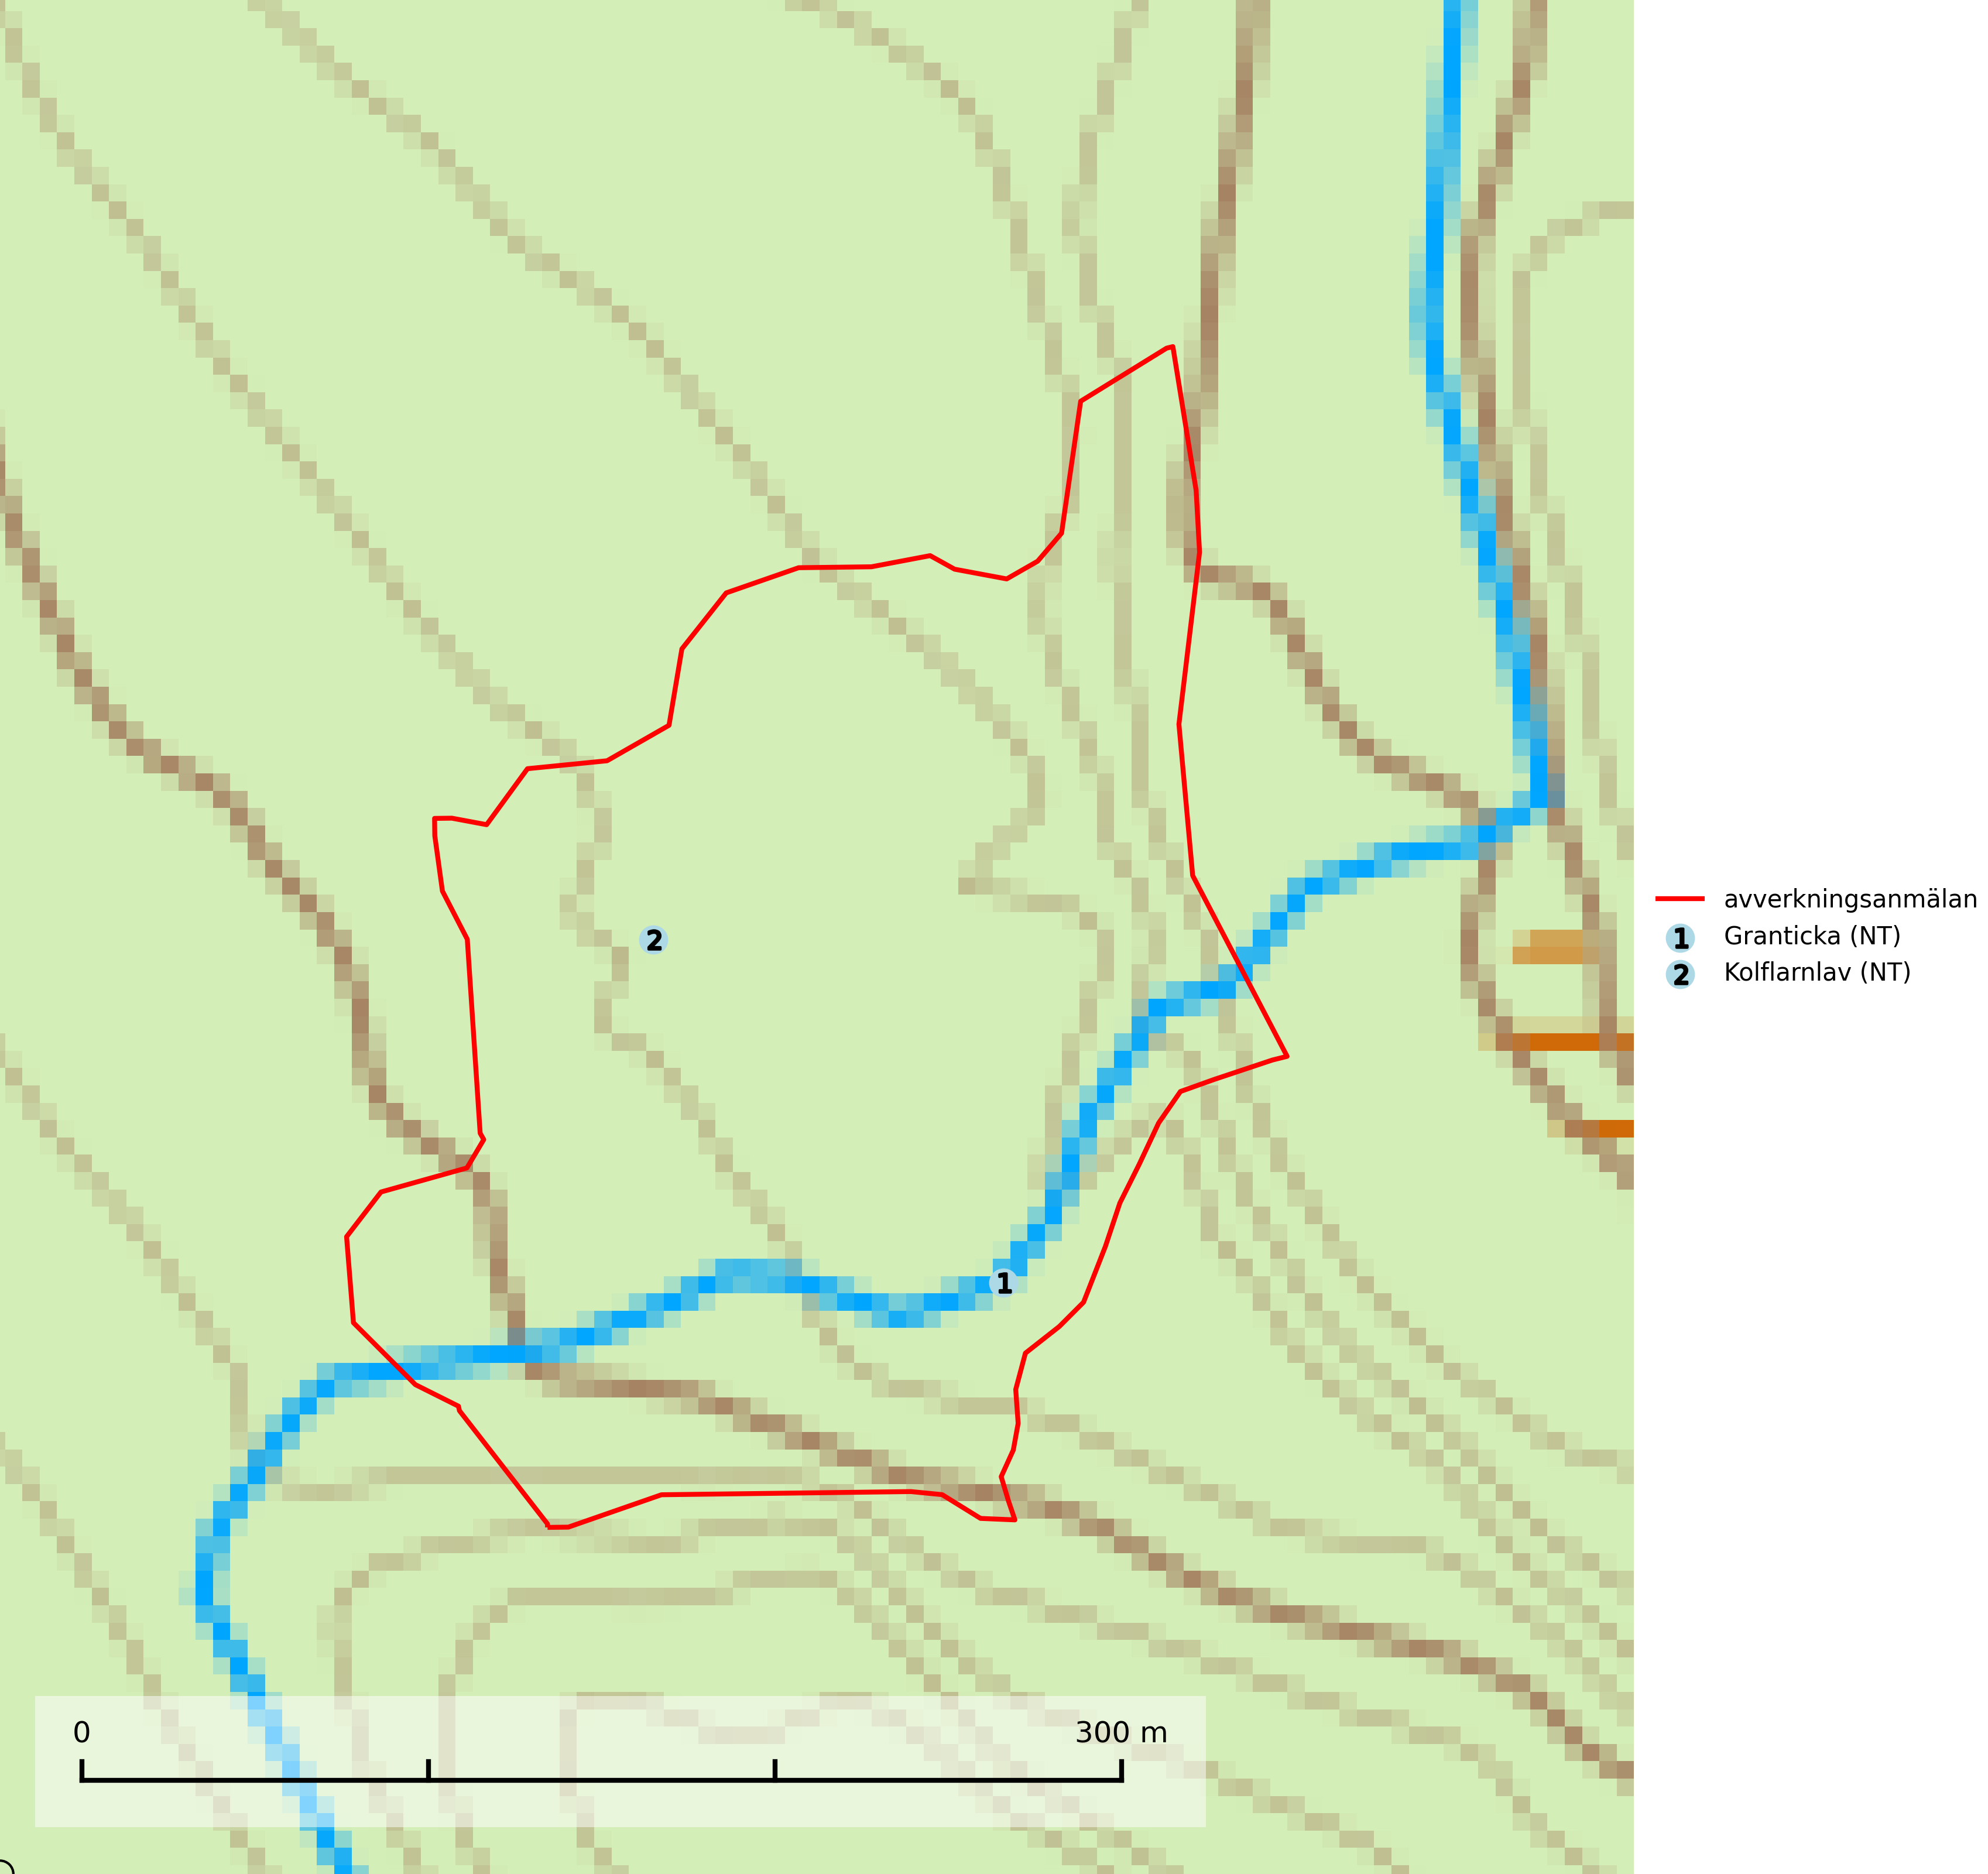 2
1
0 300 m
avverkningsanmälan
1 Granticka (NT)
2 Kolflarnlav (NT)